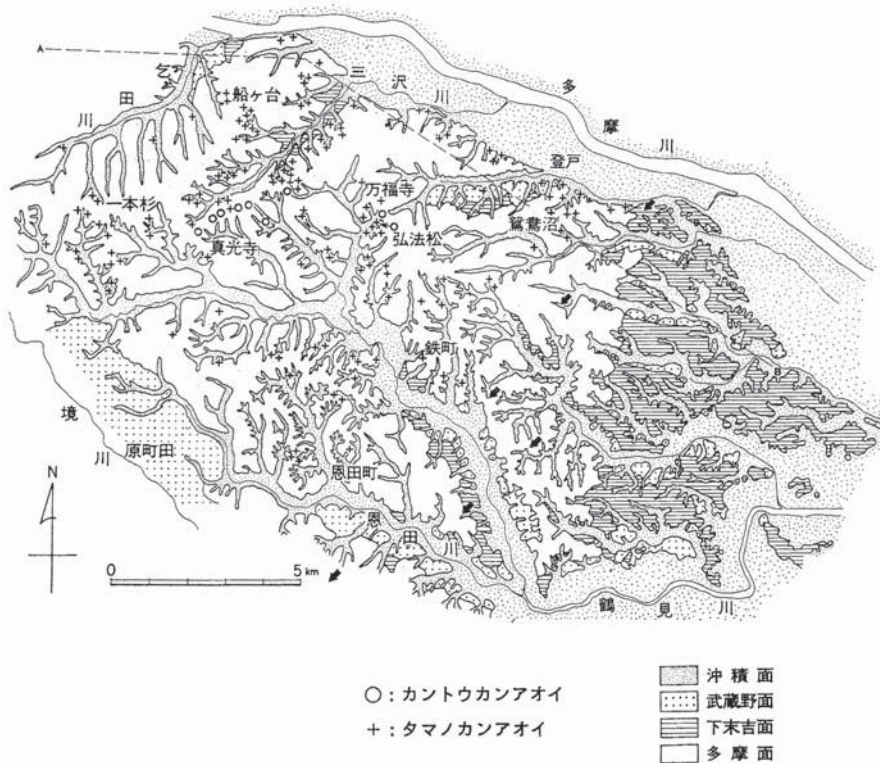 A
乞
田
川
船ヶ台
三
沢
川
多
摩
川
登戸
万福寺
一本杉
真光寺
弘法松
鴛鴦沼
鉄町
境
川
原町田
恩田町
恩
田
川
鶴
見
川
B
N
0 5 km
○:カントウカンアオイ
+:タマノカンアオイ
沖積面
武蔵野面
下末吉面
多摩面